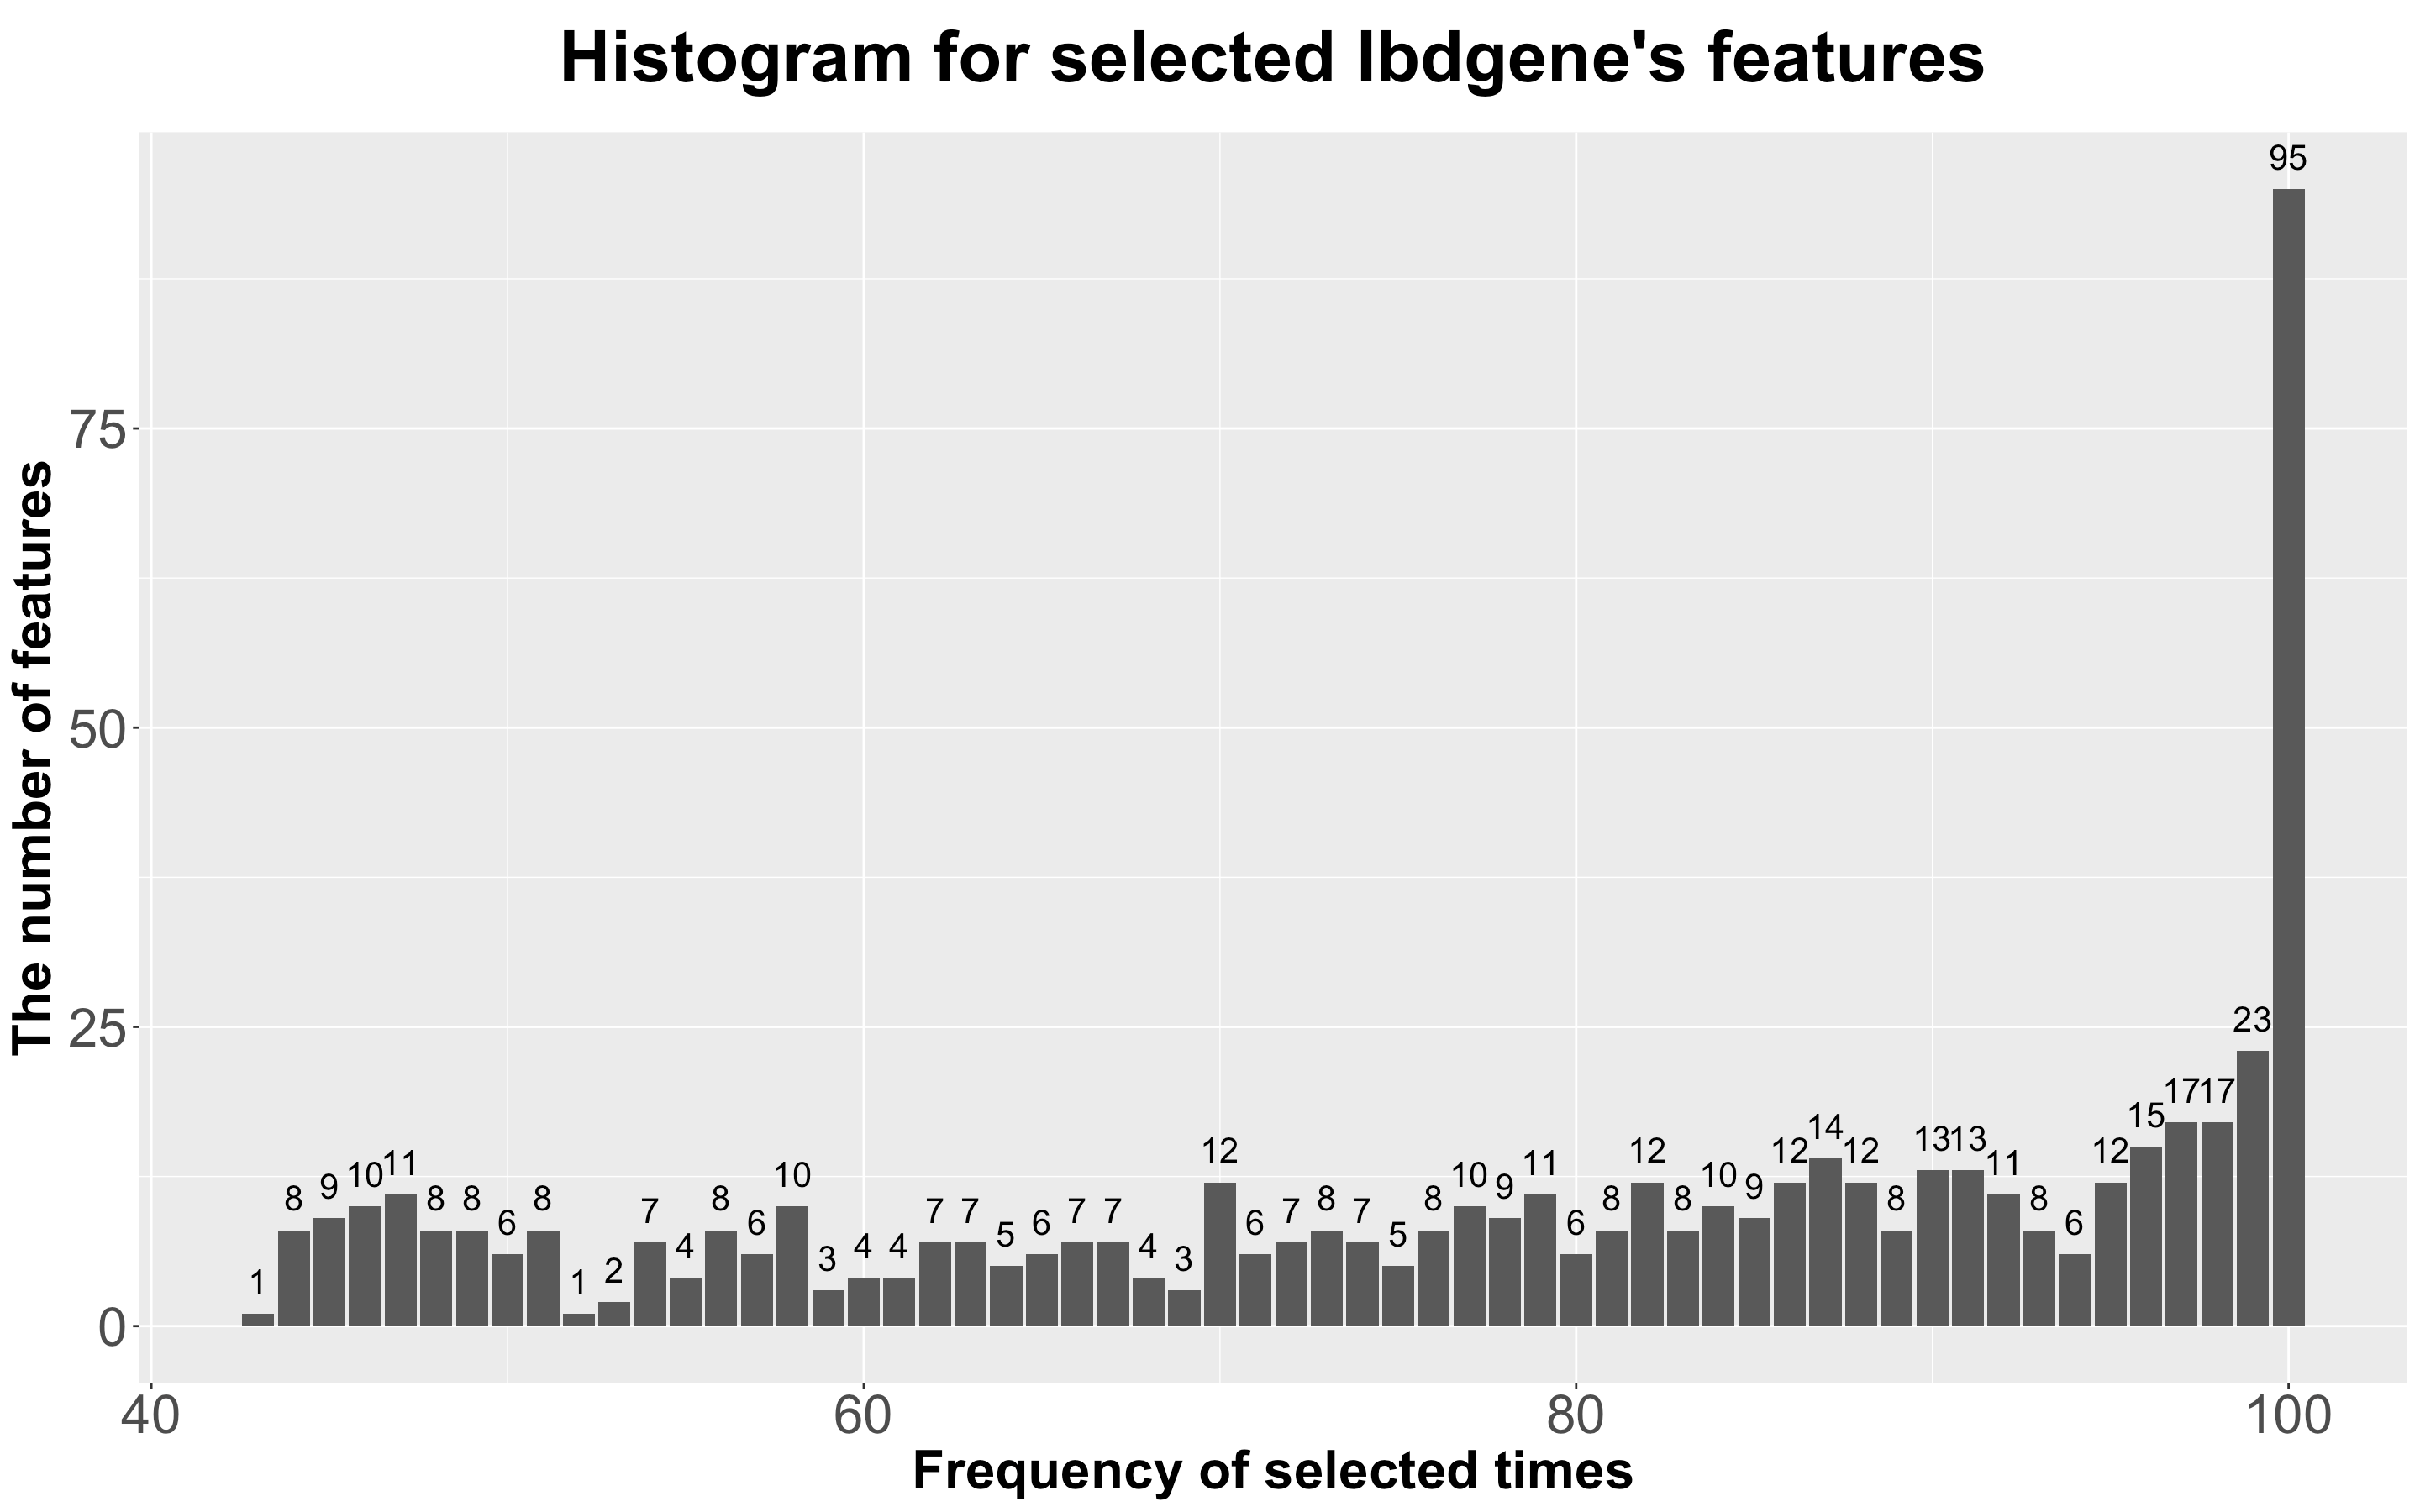 Histogram for selected Ibdgene's features
The number of features
75
50
25
0
1 8 9 10 11 8 8 6 8 1 2 7 4 8 6 10 3 4 4 7 7 5 6 7 7 4 3 12 6 7 8 7 5 8 10 9 11 6 8 12 8 10 9 12 14 12 8 13 13 11 8 6 12 15 17 17 23 95
40 60 80 100
Frequency of selected times